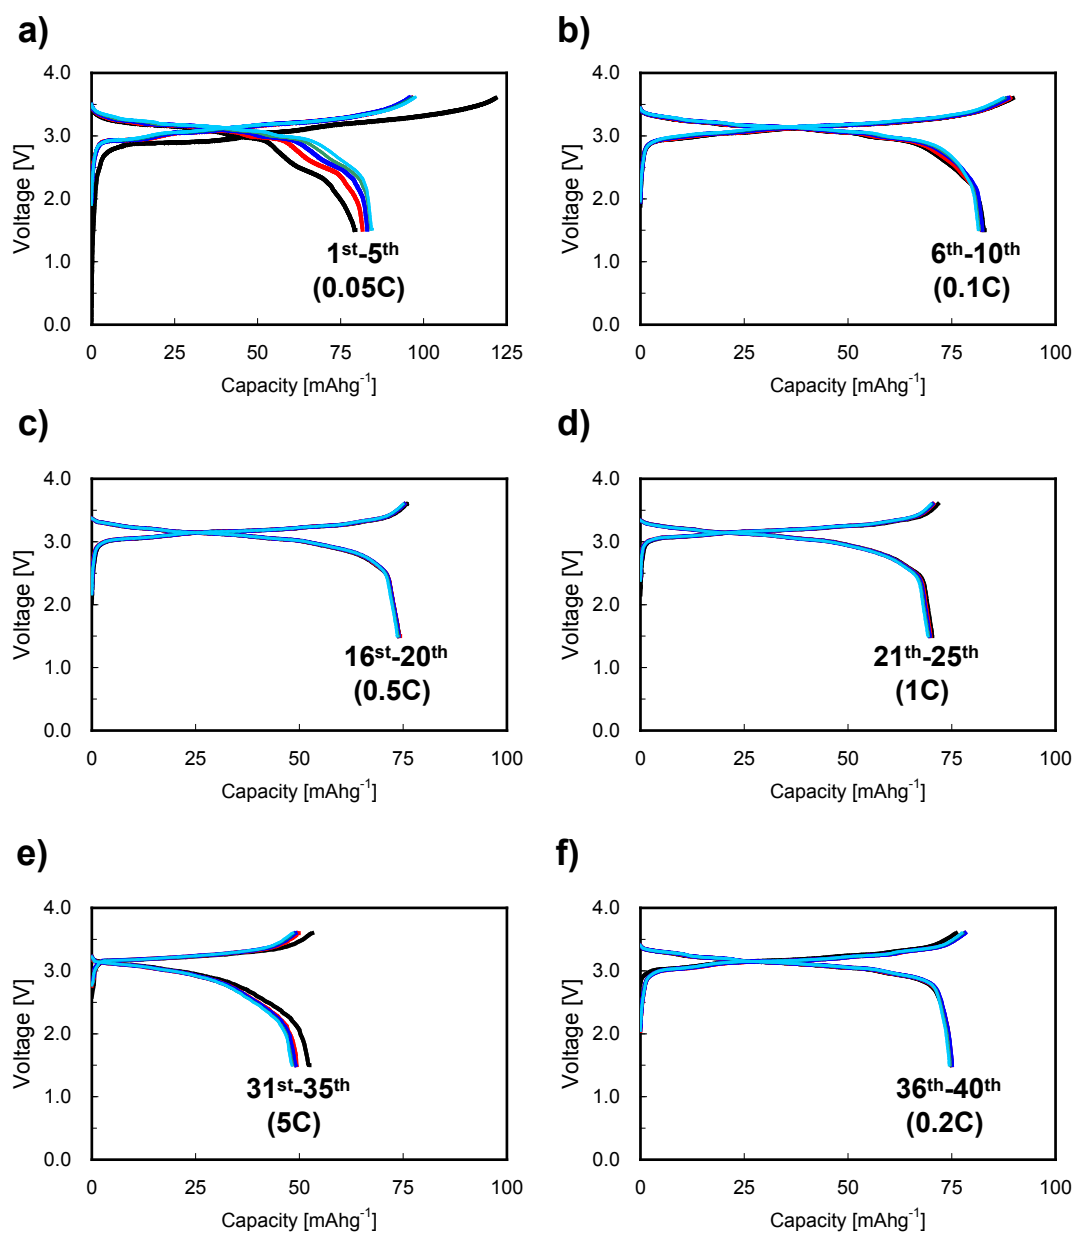 a)
4.0
3.0
2.0
1.0
0.0
Voltage [V]
1st-5th
(0.05C)
0 25 50 75 100 125
Capacity [mAhg-1]
b)
4.0
3.0
2.0
1.0
0.0
Voltage [V]
6th-10th
(0.1C)
0 25 50 75 100
Capacity [mAhg-1]
c)
4.0
3.0
2.0
1.0
0.0
Voltage [V]
16st-20th
(0.5C)
0 25 50 75 100
Capacity [mAhg-1]
d)
4.0
3.0
2.0
1.0
0.0
Voltage [V]
21th-25th
(1C)
0 25 50 75 100
Capacity [mAhg-1]
e)
4.0
3.0
2.0
1.0
0.0
Voltage [V]
31st-35th
(5C)
0 25 50 75 100
Capacity [mAhg-1]
f)
4.0
3.0
2.0
1.0
0.0
Voltage [V]
36th-40th
(0.2C)
0 25 50 75 100
Capacity [mAhg-1]